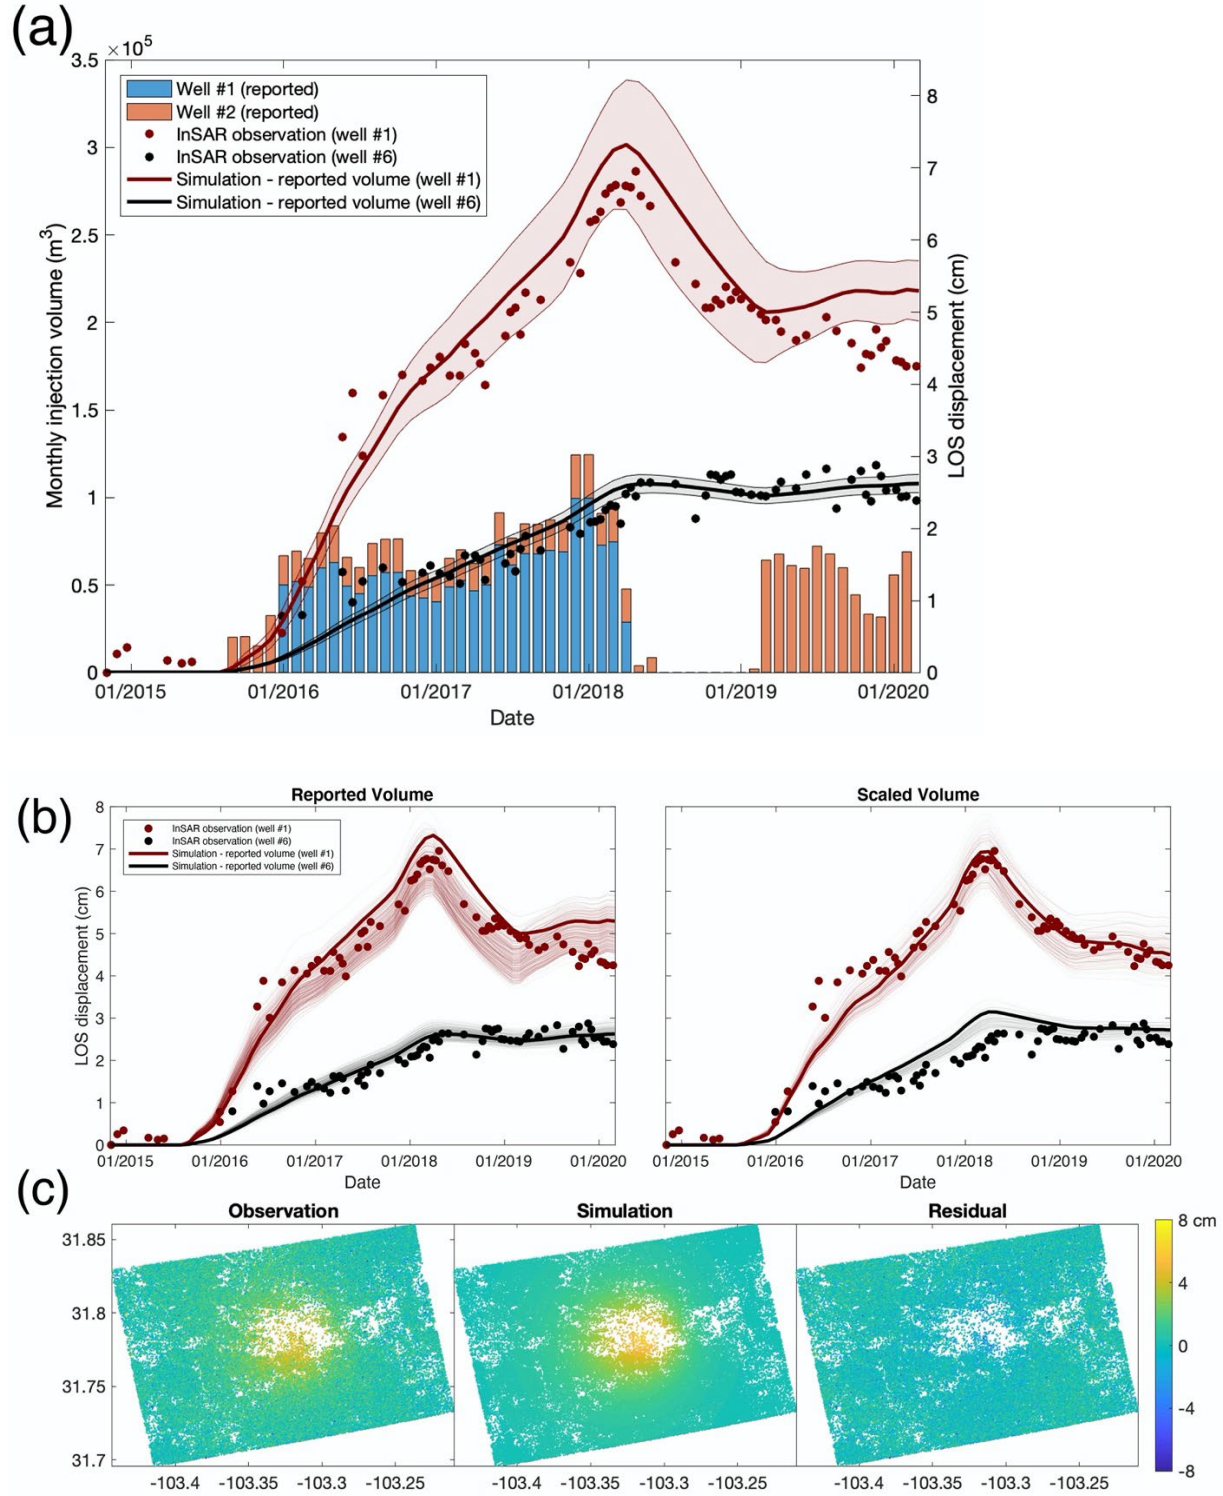 (a)
×10⁵
3.5
3
2.5
2
1.5
1
0.5
0
Monthly injection volume (m³)
Well #1 (reported)
Well #2 (reported)
InSAR observation (well #1)
InSAR observation (well #6)
Simulation - reported volume (well #1)
Simulation - reported volume (well #6)
8
7
6
5
4
3
2
1
0
LOS displacement (cm)
01/2015 01/2016 01/2017 01/2018 01/2019 01/2020
Date
(b)
Reported Volume
8
7
6
5
4
3
2
1
0
LOS displacement (cm)
InSAR observation (well #1)
InSAR observation (well #6)
Simulation - reported volume (well #1)
Simulation - reported volume (well #6)
01/2015 01/2016 01/2017 01/2018 01/2019 01/2020
Date
Scaled Volume
01/2015 01/2016 01/2017 01/2018 01/2019 01/2020
Date
(c)
Observation
Simulation
Residual
31.85
31.8
31.75
31.7
-103.4 -103.35 -103.3 -103.25
-103.4 -103.35 -103.3 -103.25
-103.4 -103.35 -103.3 -103.25
8 cm
4
0
-4
-8